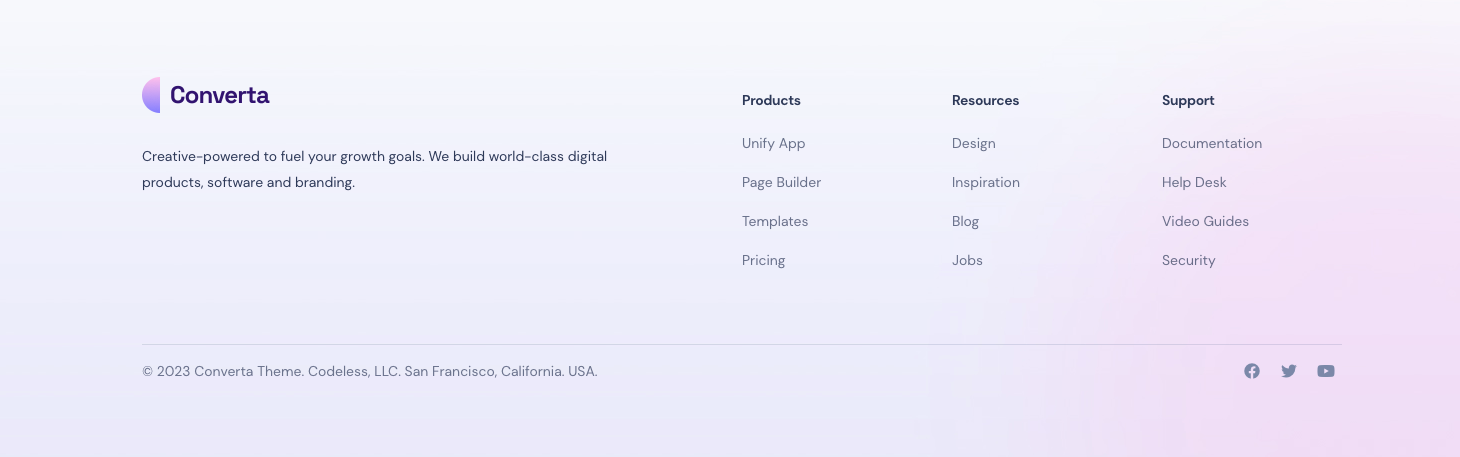 Converta
Creative-powered to fuel your growth goals. We build world-class digital
products, software and branding.
Products
Unify App
Page Builder
Templates
Pricing
Resources
Design
Inspiration
Blog
Jobs
Support
Documentation
Help Desk
Video Guides
Security
© 2023 Converta Theme. Codeless, LLC. San Francisco, California. USA.